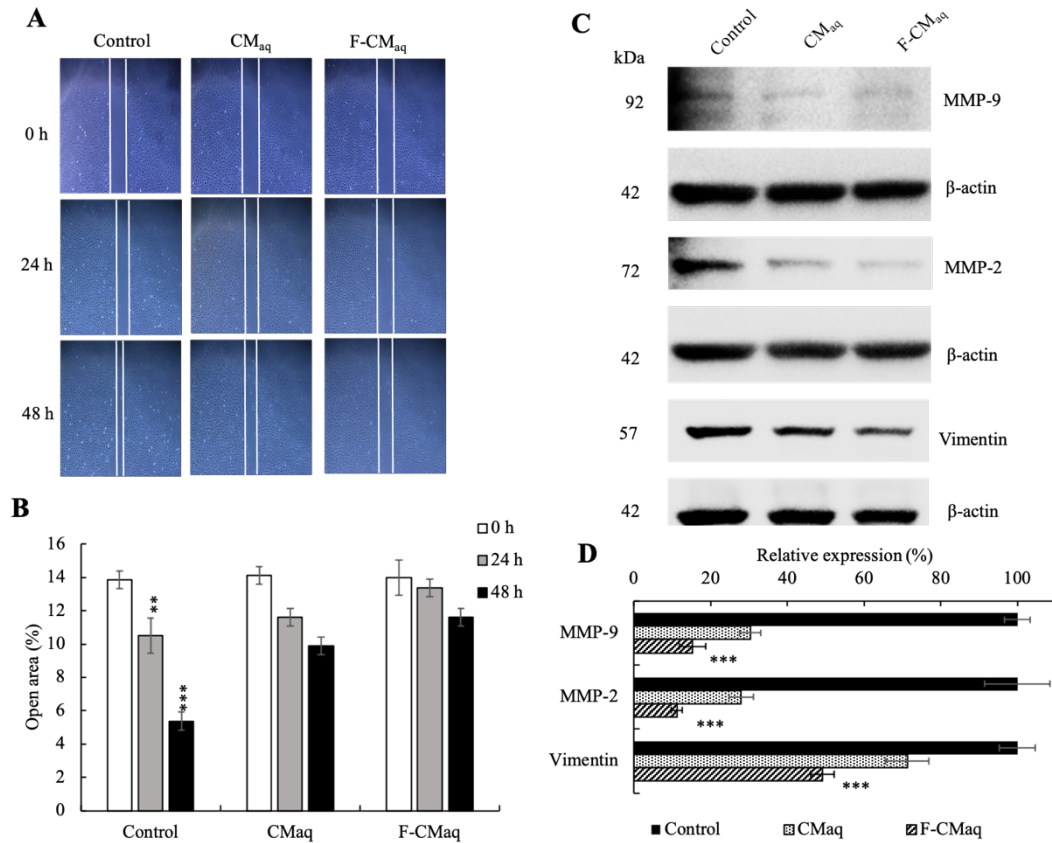 A
Control CMaq F-CMaq
0 h
24 h
48 h
B
0 h
24 h
48 h
Open area (%)
16
14
12
10
8
6
4
2
0
**
***
Control CMaq F-CMaq
C
Control CMaq F-CMaq
kDa
92 MMP-9
42 β-actin
72 MMP-2
42 β-actin
57 Vimentin
42 β-actin
D
Relative expression (%)
0 20 40 60 80 100
MMP-9
***
MMP-2
***
Vimentin
***
Control CMaq F-CMaq